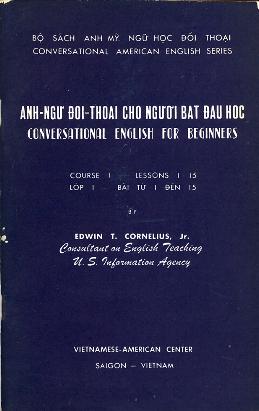 BỘ SÁCH ANH MỸ NGỮ HỌC ĐỐI THOẠI
CONVERSATIONAL AMERICAN ENGLISH SERIES
ANH-NGỮ ĐỐI-THOẠI CHO NGƯỜI BẮT ĐẦU HỌC
CONVERSATIONAL ENGLISH FOR BEGINNERS
COURSE I — LESSONS I 15
LỚP I — BÀI TỪ I ĐẾN 15
BY
EDWIN T. CORNELIUS, Jr.
Consultant on English Teaching
U. S. Information Agency
VIETNAMESE-AMERICAN CENTER
SAIGON — VIETNAM